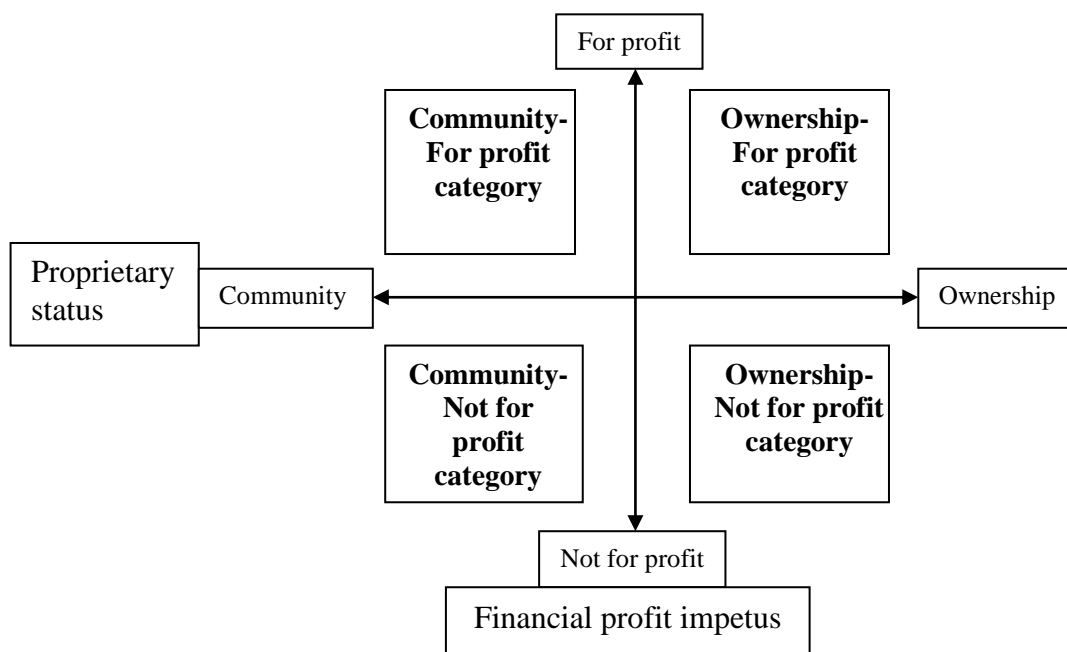 For profit
Community-
For profit
category
Ownership-
For profit
category
Proprietary
status
Community
Ownership
Community-
Not for
profit
category
Ownership-
Not for profit
category
Not for profit
Financial profit impetus